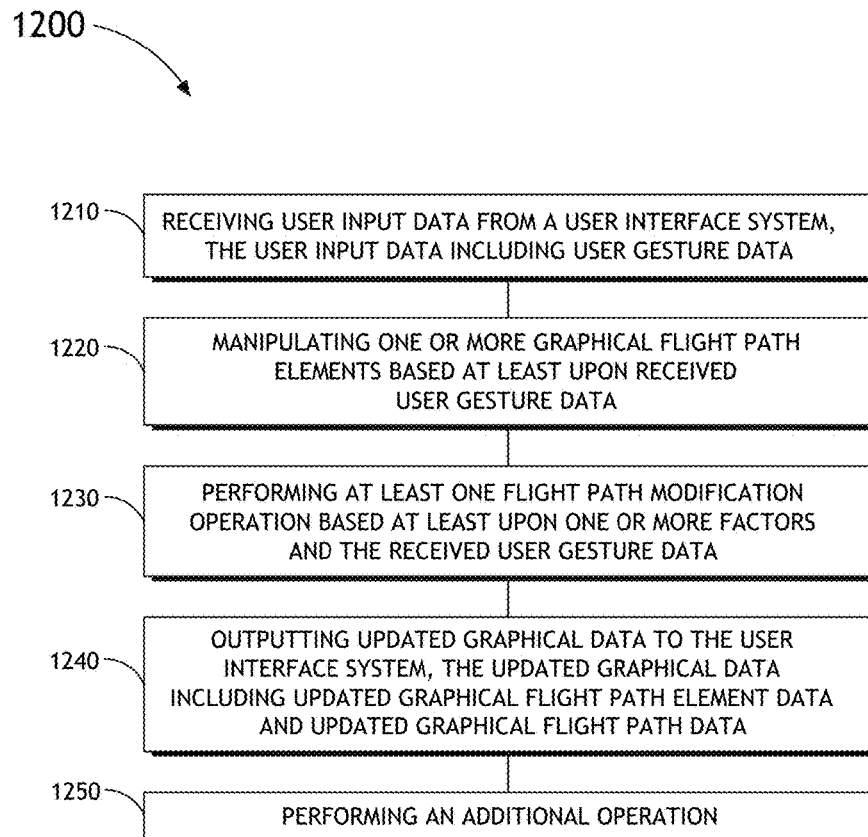 1200
1210
RECEIVING USER INPUT DATA FROM A USER INTERFACE SYSTEM,
THE USER INPUT DATA INCLUDING USER GESTURE DATA
1220
MANIPULATING ONE OR MORE GRAPHICAL FLIGHT PATH
ELEMENTS BASED AT LEAST UPON RECEIVED
USER GESTURE DATA
1230
PERFORMING AT LEAST ONE FLIGHT PATH MODIFICATION
OPERATION BASED AT LEAST UPON ONE OR MORE FACTORS
AND THE RECEIVED USER GESTURE DATA
1240
OUTPUTTING UPDATED GRAPHICAL DATA TO THE USER
INTERFACE SYSTEM, THE UPDATED GRAPHICAL DATA
INCLUDING UPDATED GRAPHICAL FLIGHT PATH ELEMENT DATA
AND UPDATED GRAPHICAL FLIGHT PATH DATA
1250
PERFORMING AN ADDITIONAL OPERATION